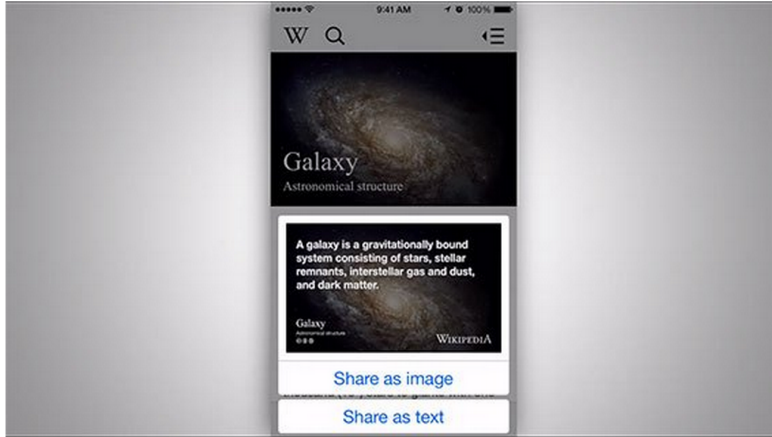 9:41 AM
100%
W
Galaxy
Astronomical structure
A galaxy is a gravitationally bound
system consisting of stars, stellar
remnants, interstellar gas and dust,
and dark matter.
Galaxy
Astronomical structure
WIKIPEDIA
Share as image
Share as text